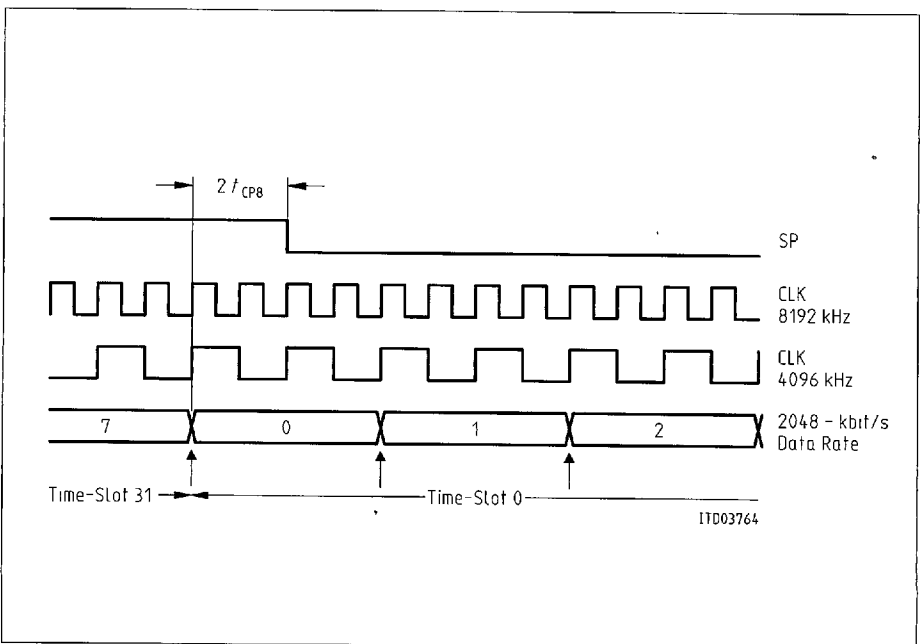 2 t CP8
SP
CLK
8192 kHz
CLK
4096 kHz
7 0 1 2
2048 - kbit/s
Data Rate
Time-Slot 31
Time-Slot 0
ITD03764